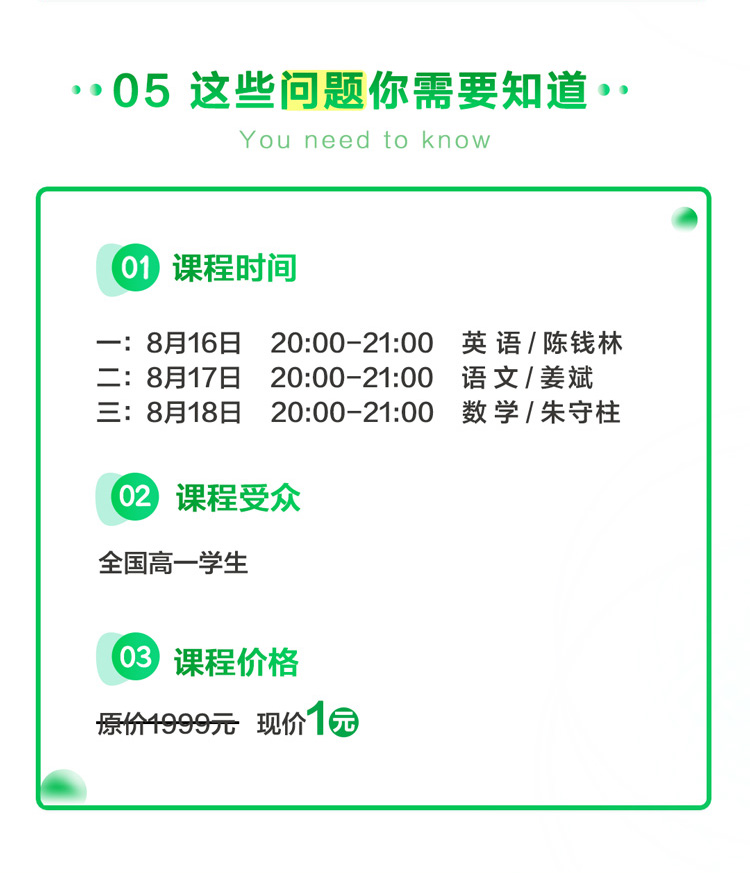 05 这些问题你需要知道
You need to know
01 课程时间
一：8月16日 20:00-21:00 英 语 / 陈钱林
二：8月17日 20:00-21:00 语 文 / 姜斌
三：8月18日 20:00-21:00 数 学 / 朱守柱
02 课程受众
全国高一学生
03 课程价格
原价1999元 现价1元